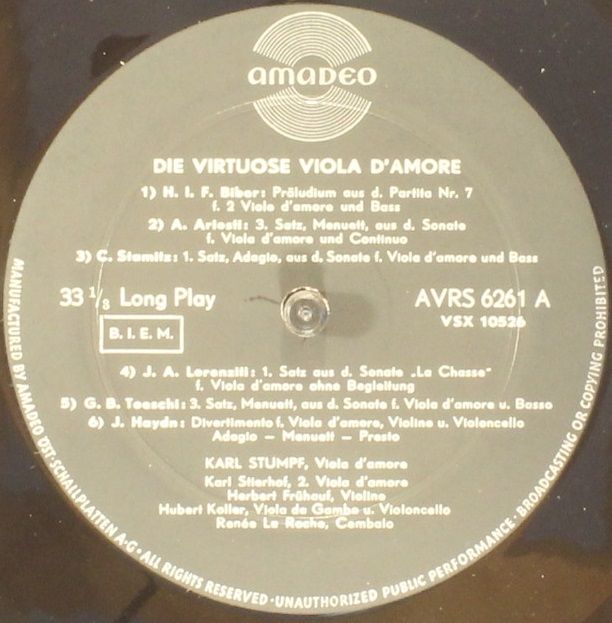 amadeo
DIE VIRTUOSE VIOLA D'AMORE
1) H. I. F. Biber: Präludium aus d. Partita Nr. 7
f. 2 Viole d'amore und Bass
2) A. Ariosti: 3. Satz, Menuett, aus d. Sonate
f. Viola d'amore und Continuo
3) C. Stamitz: 1. Satz, Adagio, aus d. Sonate f. Viola d'amore und Bass
33 1/3 Long Play
AVRS 6261 A
VSX 10526
B. I. E. M.
4) J. A. Lorenziti: 1. Satz aus d. Sonate „La Chasse"
f. Viola d'amore ohne Begleitung
5) G. B. Toeschi: 3. Satz, Menuett, aus d. Sonate f. Viola d'amore u. Basso
6) J. Haydn: Divertimento f. Viola d'amore, Violine u. Violoncello
Adagio – Menuett – Presto
KARL STUMPF, Viola d'amore
Karl Stierhof, 2. Viola d'amore
Herbert Frühauf, Violine
Hubert Koller, Viola da Gamba u. Violoncello
Renée La Roche, Cembalo
MANUFACTURED BY AMADEO ÖST. SCHALLPLATTEN A·G · ALL RIGHTS RESERVED · UNAUTHORIZED PUBLIC PERFORMANCE · BROADCASTING OR COPYING PROHIBITED